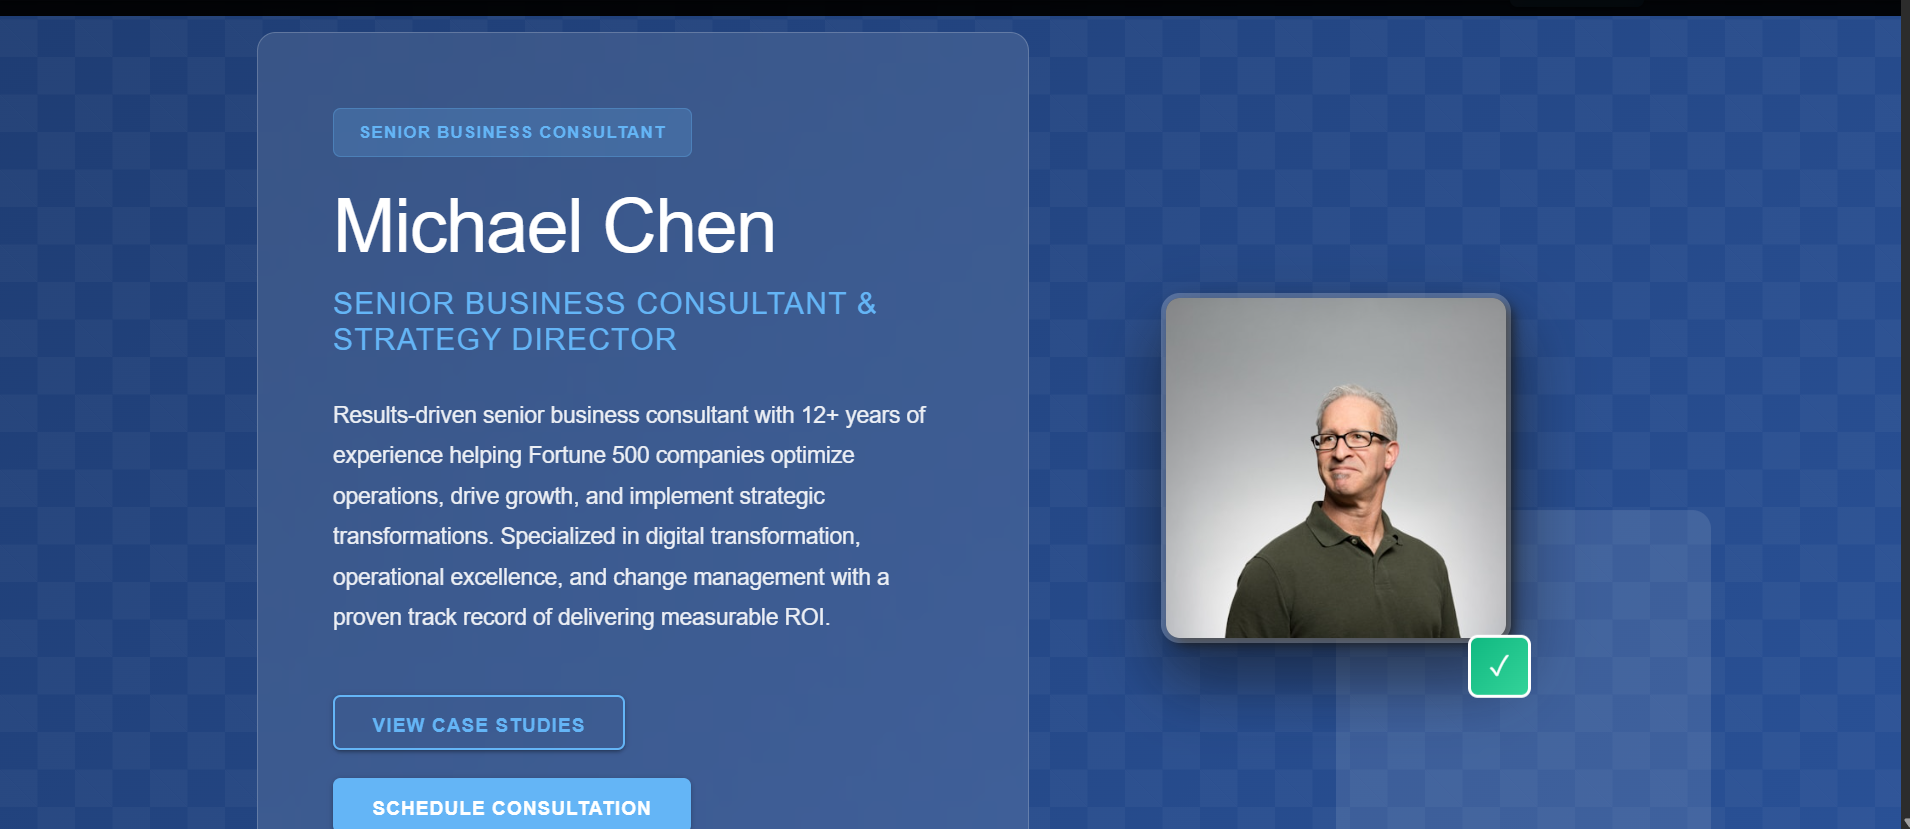 SENIOR BUSINESS CONSULTANT
Michael Chen
SENIOR BUSINESS CONSULTANT &
STRATEGY DIRECTOR
Results-driven senior business consultant with 12+ years of
experience helping Fortune 500 companies optimize
operations, drive growth, and implement strategic
transformations. Specialized in digital transformation,
operational excellence, and change management with a
proven track record of delivering measurable ROI.
VIEW CASE STUDIES
SCHEDULE CONSULTATION